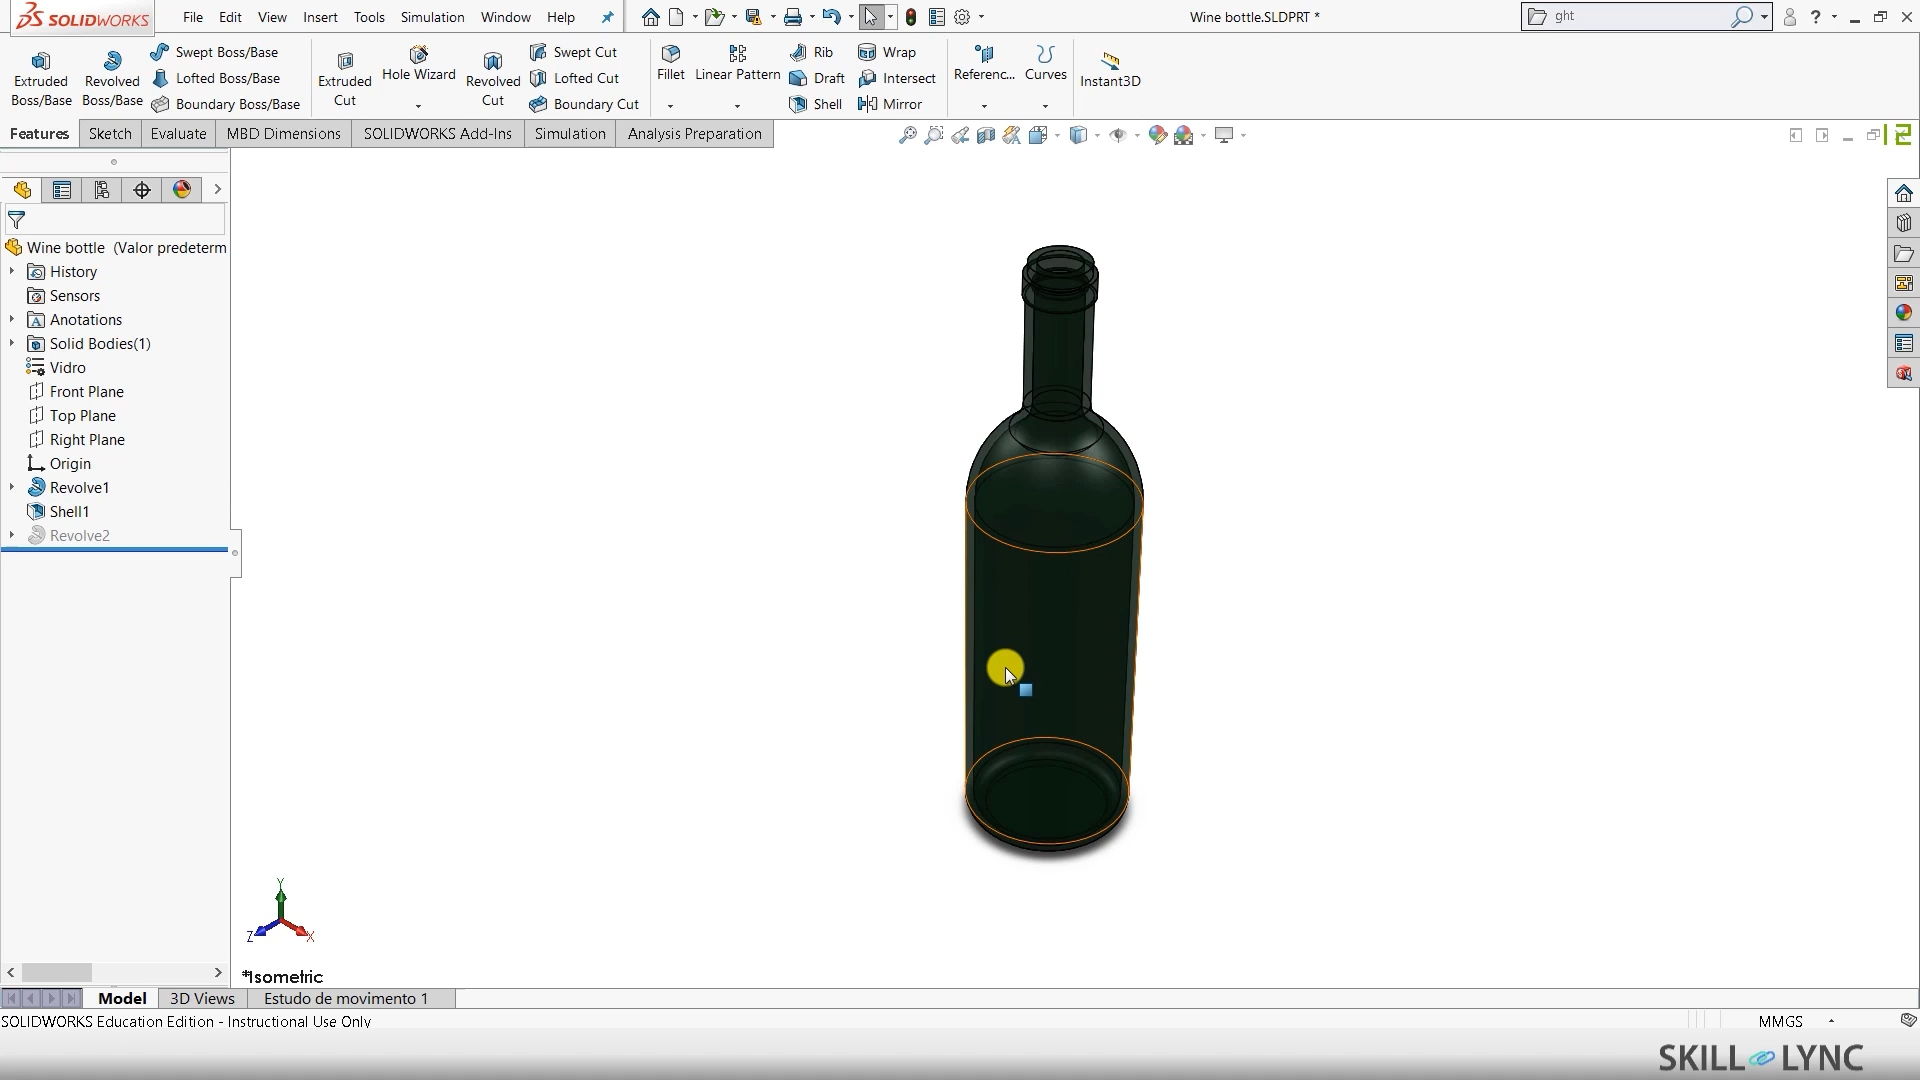 SOLIDWORKS File Edit View Insert Tools Simulation Window Help Wine bottle.SLDPRT * ght ?
Extruded Boss/Base
Revolved Boss/Base
Swept Boss/Base
Lofted Boss/Base
Boundary Boss/Base
Extruded Cut
Hole Wizard
Revolved Cut
Swept Cut
Lofted Cut
Boundary Cut
Fillet
Linear Pattern
Rib
Draft
Shell
Wrap
Intersect
Mirror
Referenc...
Curves
Instant3D
Features Sketch Evaluate MBD Dimensions SOLIDWORKS Add-Ins Simulation Analysis Preparation
Wine bottle (Valor predeterm
History
Sensors
Anotations
Solid Bodies(1)
Vidro
Front Plane
Top Plane
Right Plane
Origin
Revolve1
Shell1
Revolve2
Y
Z X
*Isometric
Model 3D Views Estudo de movimento 1
SOLIDWORKS Education Edition - Instructional Use Only MMGS
SKILL LYNC